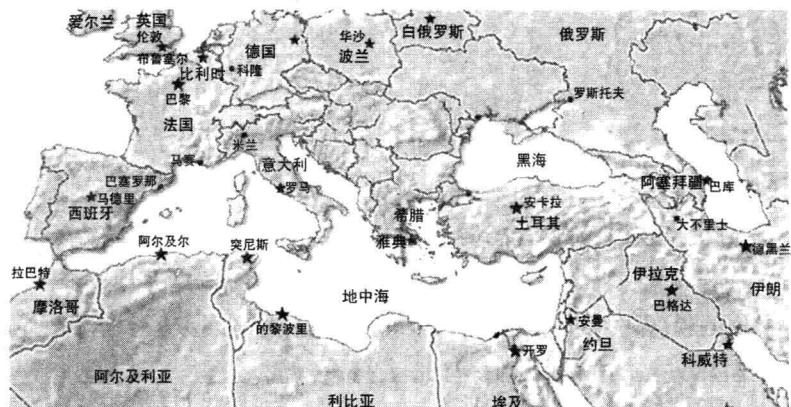 爱尔兰
英国
伦敦
布鲁塞尔
比利时
德国
科隆
华沙
波兰
白俄罗斯
俄罗斯
巴黎
法国
罗斯托夫
米兰
马赛
意大利
罗马
黑海
巴塞罗那
马德里
西班牙
阿塞拜疆
巴库
希腊
雅典
安卡拉
土耳其
大不里士
德黑兰
阿尔及尔
突尼斯
拉巴特
摩洛哥
地中海
伊拉克
巴格达
伊朗
的黎波里
安曼
约旦
开罗
科威特
阿尔及利亚
利比亚
埃及